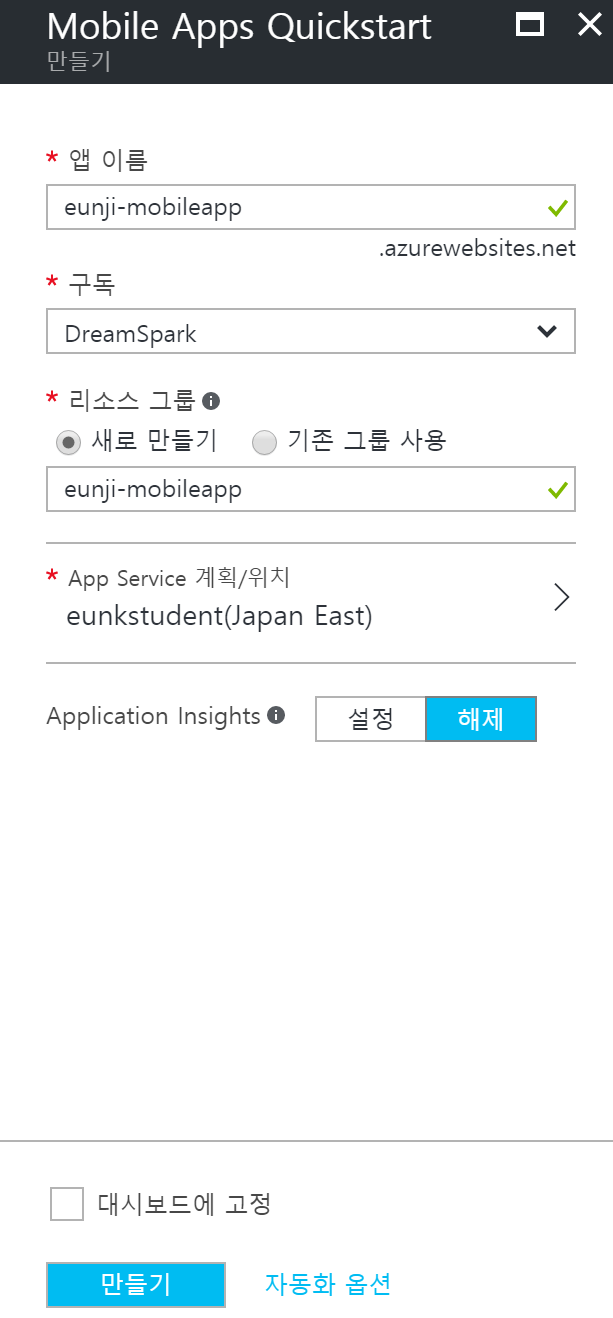 Mobile Apps Quickstart
만들기
* 앱 이름
eunji-mobileapp
.azurewebsites.net
* 구독
DreamSpark
* 리소스 그룹
새로 만들기 기존 그룹 사용
eunji-mobileapp
* App Service 계획/위치
eunkstudent(Japan East)
Application Insights 설정 해제
대시보드에 고정
만들기 자동화 옵션